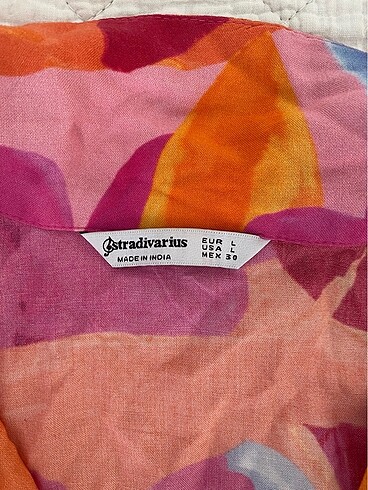 stradivarius
MADE IN INDIA
EUR L
USA L
MEX 30